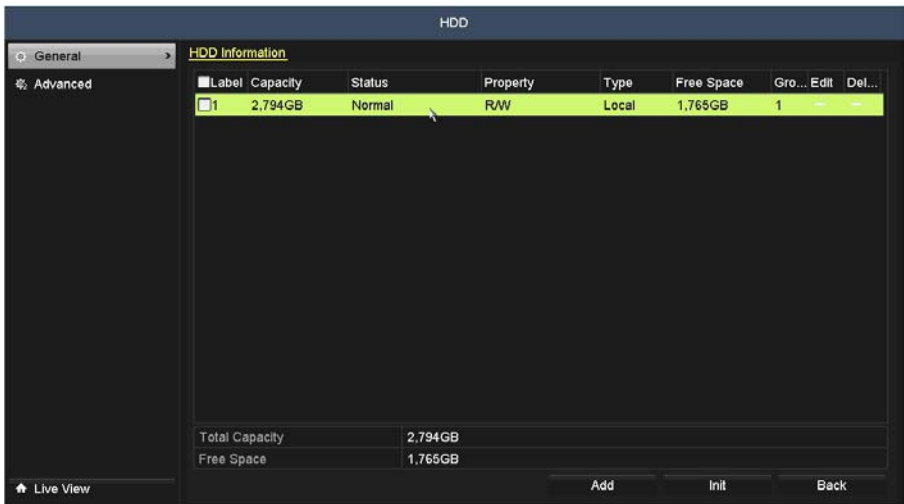 HDD
General
Advanced
HDD Information
Label Capacity Status Property Type Free Space Gro... Edit Del...
1 2,794GB Normal R/W Local 1,765GB 1 — —
Total Capacity 2,794GB
Free Space 1,765GB
Live View
Add Init Back